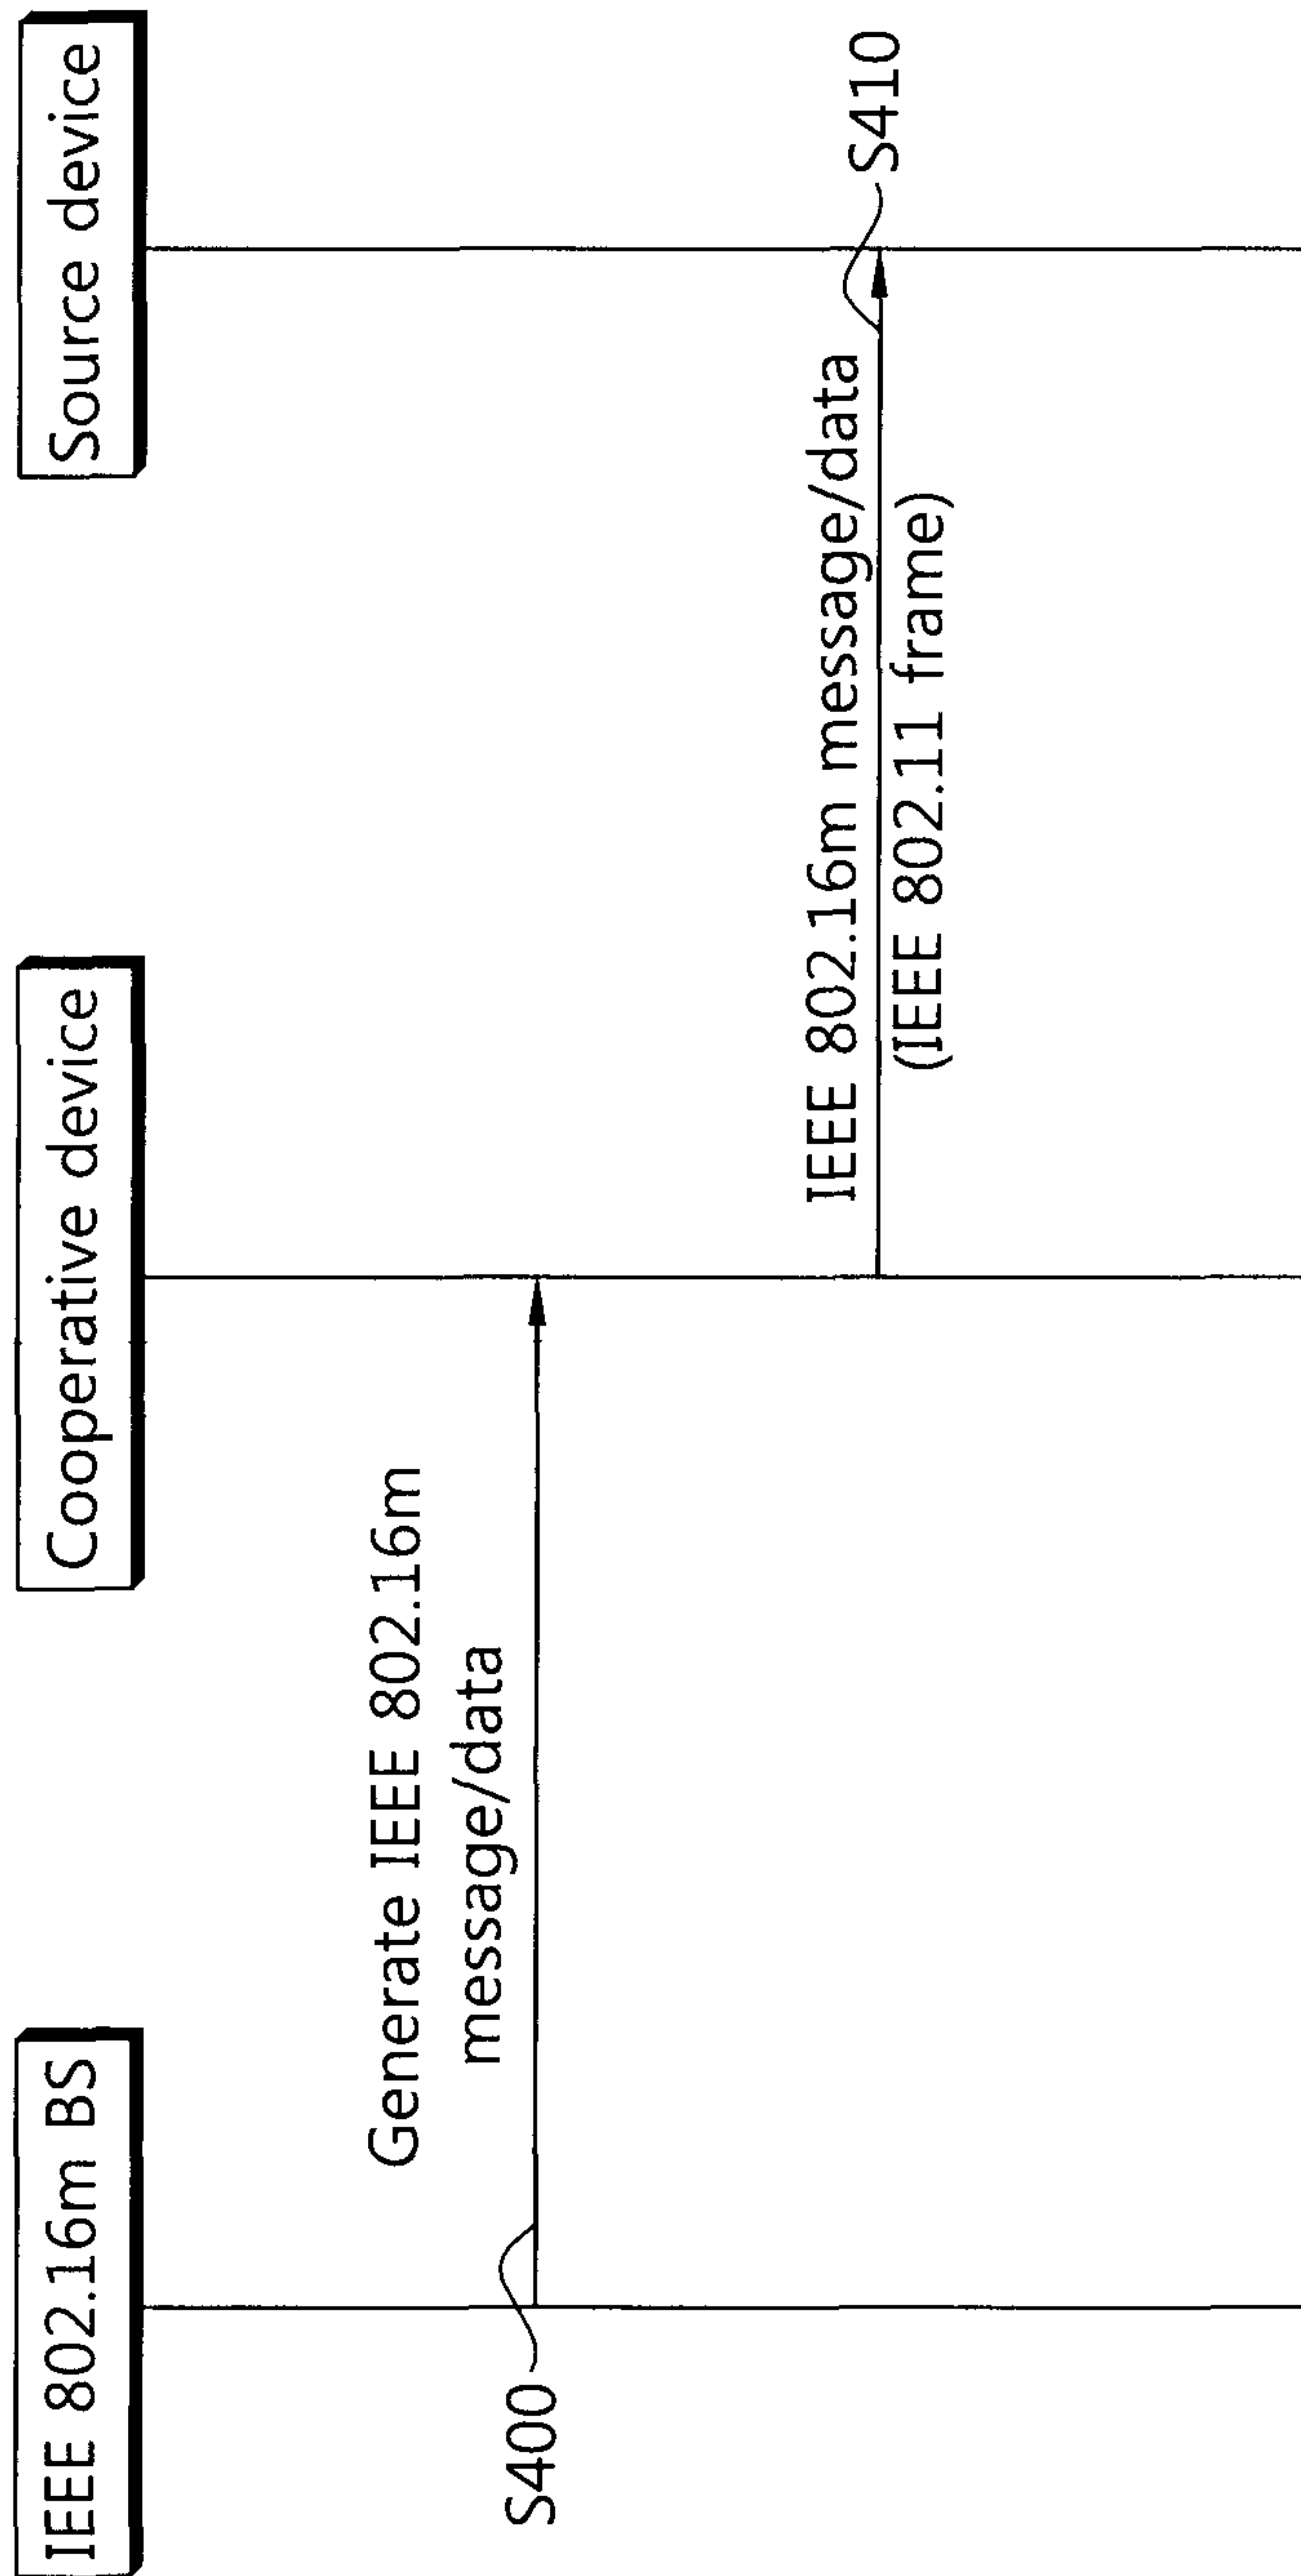 IEEE 802.16m BS
Cooperative device
Source device
Generate IEEE 802.16m
message/data
S400
IEEE 802.16m message/data
(IEEE 802.11 frame)
S410